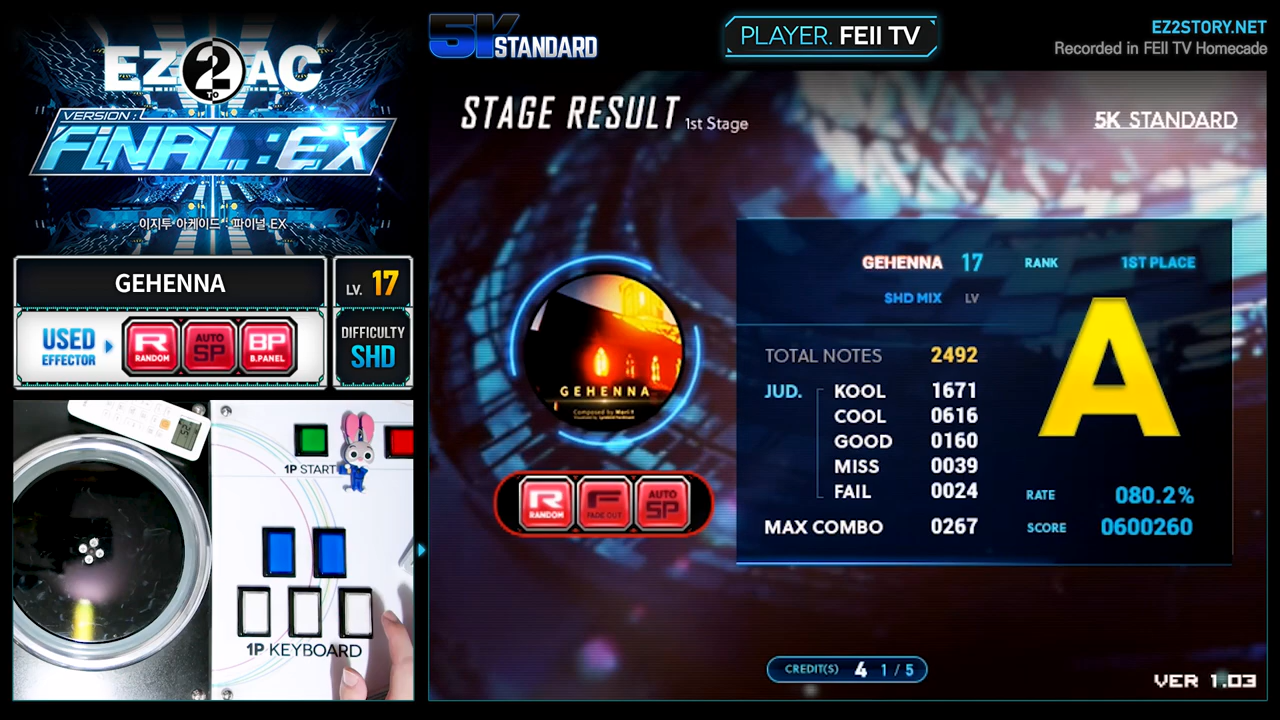 EZ2AC
TO
VERSION :
FiNAL:EX
이지투 아케이드 : 파이널 EX
GEHENNA
LV. 17
USED
EFFECTOR
R
RANDOM
AUTO
SP
BP
B.PANEL
DIFFICULTY
SHD
1P START
1P KEYBOARD
5K STANDARD
PLAYER. FEII TV
EZ2STORY.NET
Recorded in FEII TV Homecade
STAGE RESULT 1st Stage
5K STANDARD
GEHENNA
R
RANDOM
F
FADE OUT
AUTO
SP
GEHENNA 17
RANK 1ST PLACE
SHD MIX LV
A
TOTAL NOTES 2492
JUD. KOOL 1671
COOL 0616
GOOD 0160
MISS 0039
FAIL 0024
RATE 080.2%
MAX COMBO 0267
SCORE 0600260
CREDIT(S) 4 1 / 5
VER 1.03